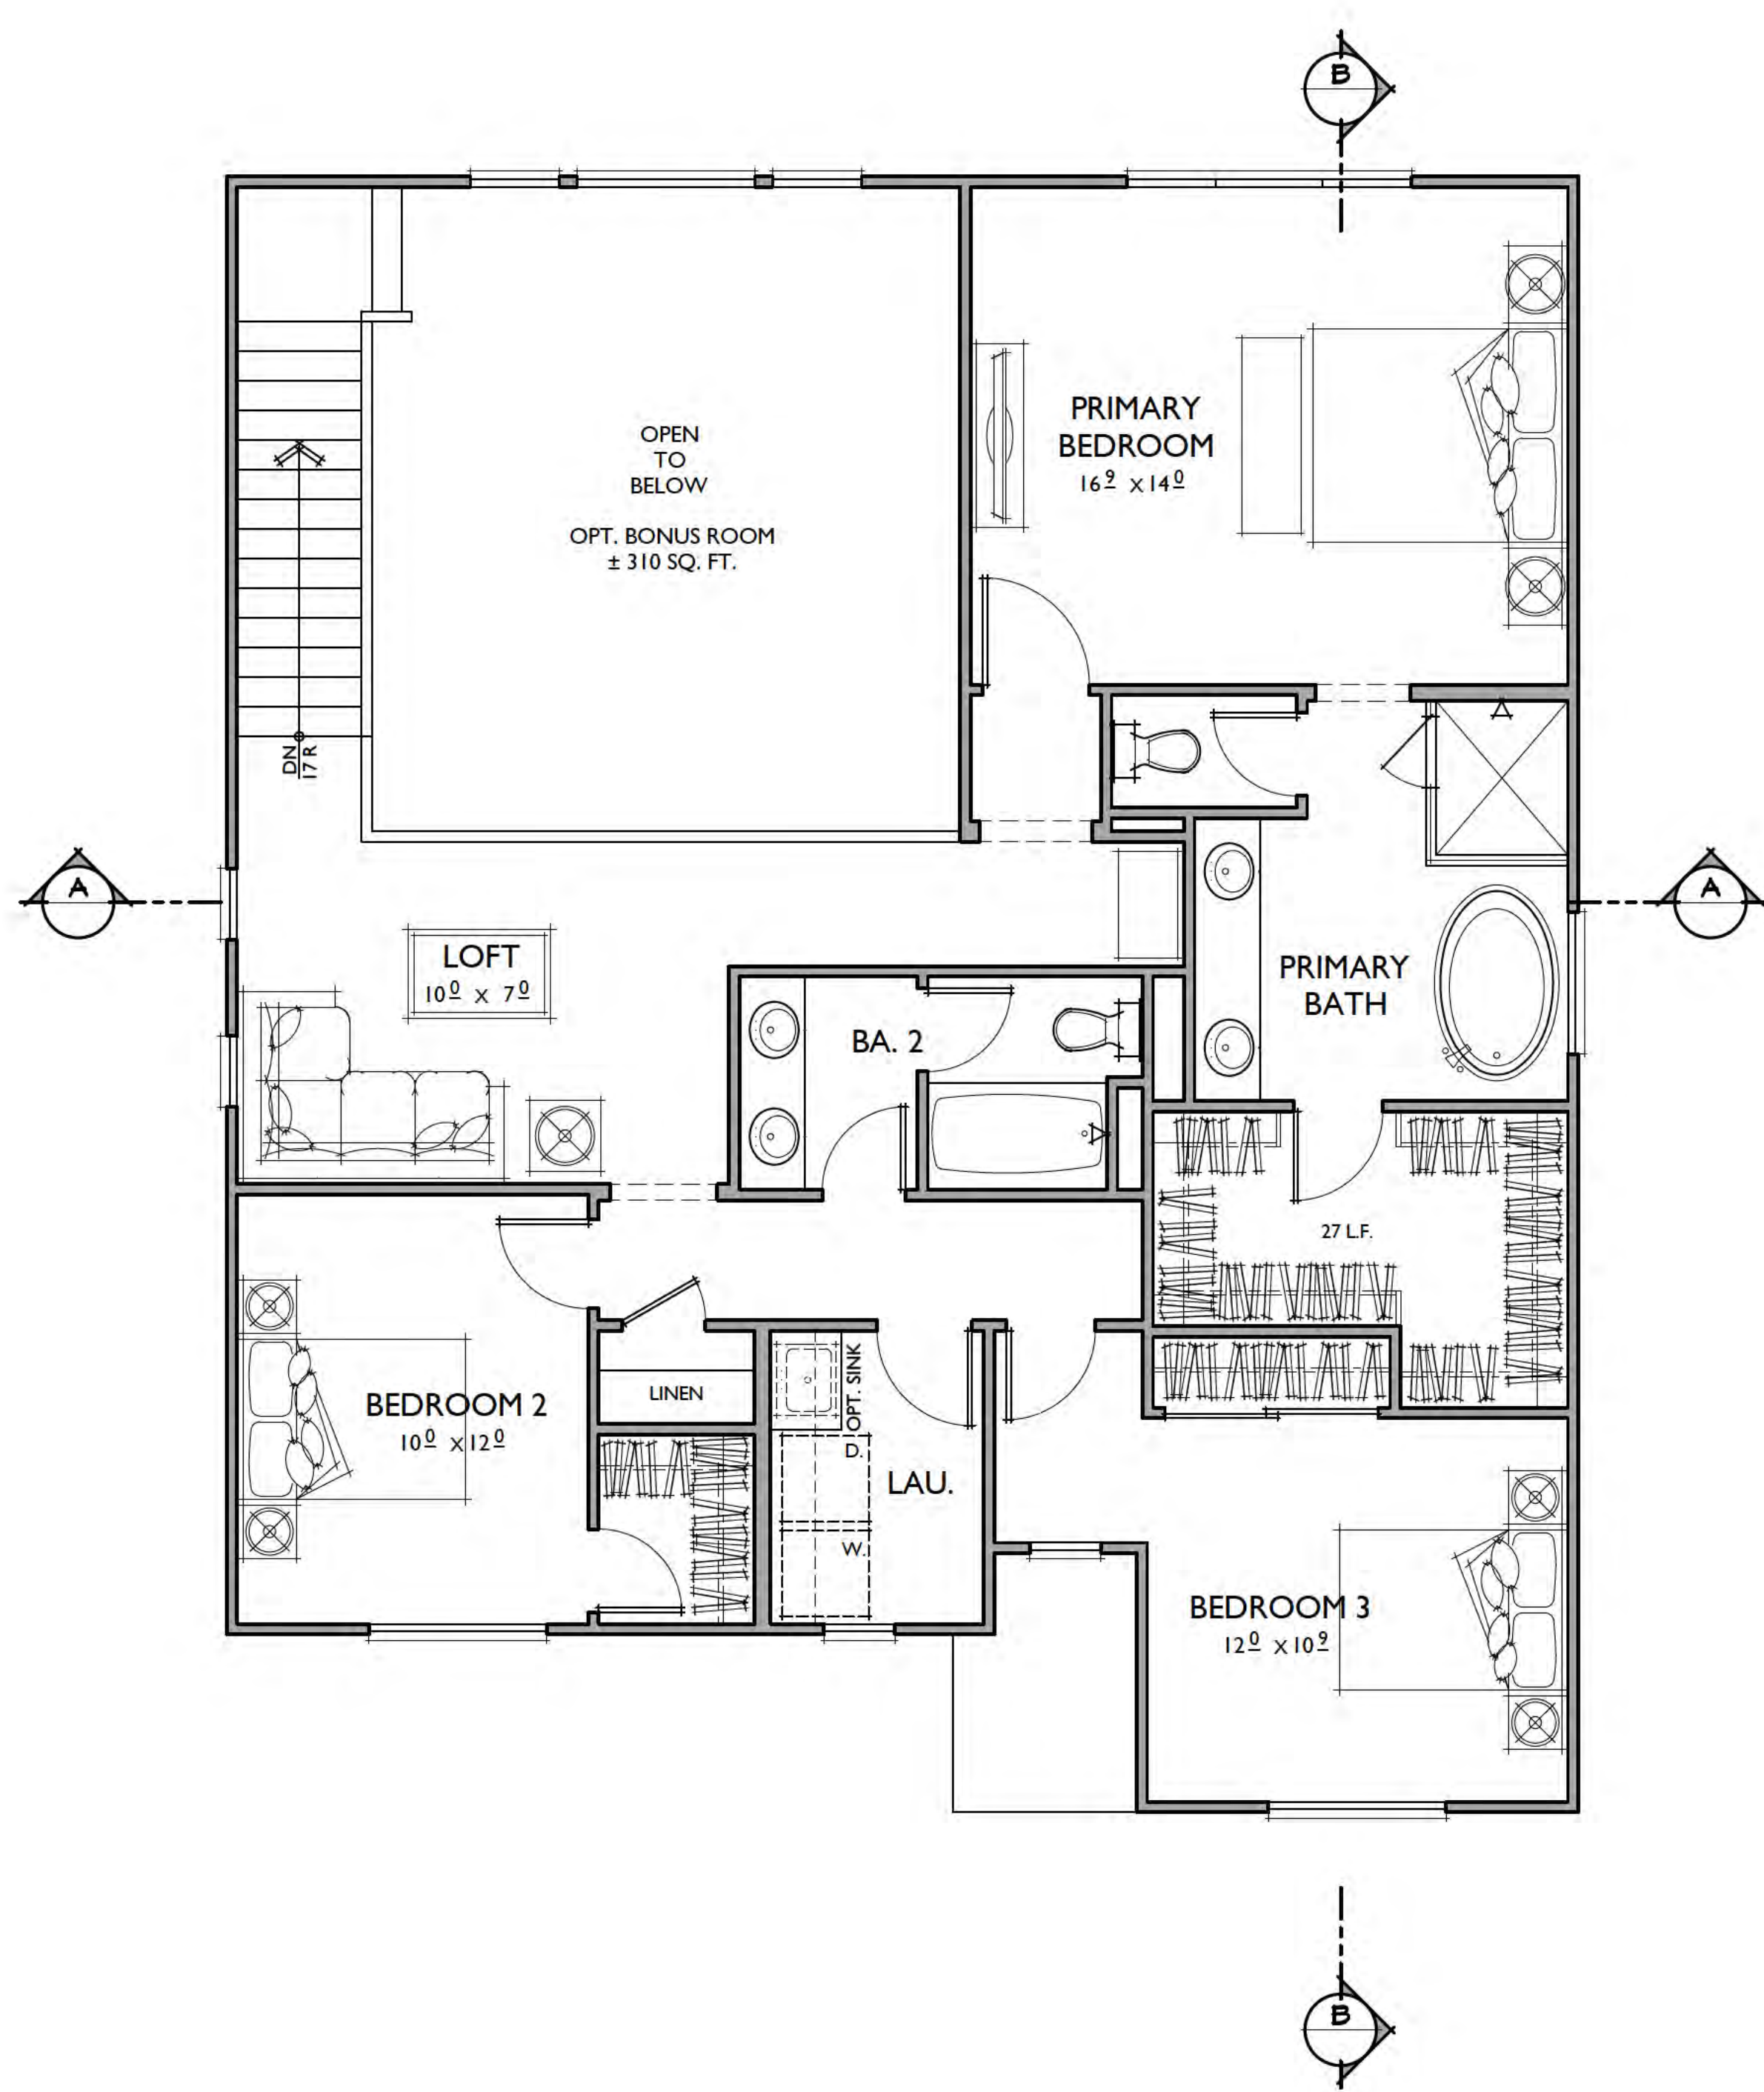 B
OPEN
TO
BELOW
OPT. BONUS ROOM
± 310 SQ. FT.
PRIMARY
BEDROOM
16⁹ x 14⁰
DN
17 R
A
A
LOFT
10⁰ x 7⁰
BA. 2
PRIMARY
BATH
27 L.F.
BEDROOM 2
10⁰ x 12⁰
LINEN
OPT. SINK
D.
LAU.
W.
BEDROOM 3
12⁰ x 10⁹
B